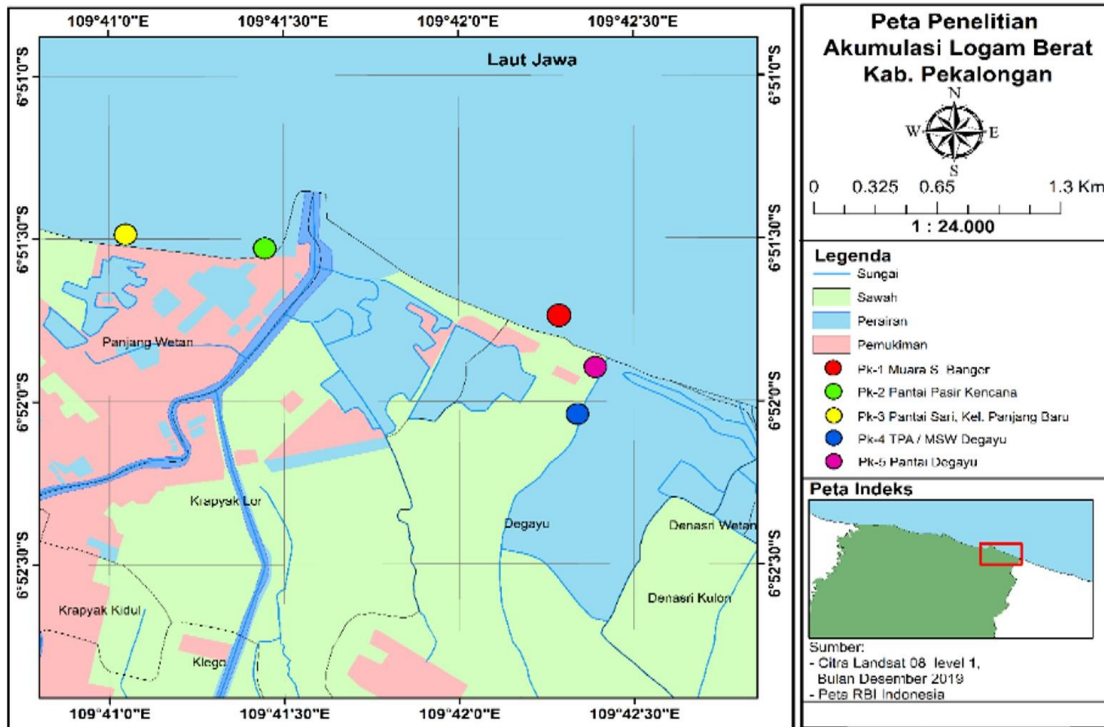 109°41'0"E 109°41'30"E 109°42'0"E 109°42'30"E
6°51'0"S
6°51'30"S
6°52'0"S
6°52'30"S
Laut Jawa
Panjang Wetan
Krapyak Lor
Degayu
Denasri Wetan
Krapyak Kidul
Denasri Kulon
Klego
6°51'0"S
6°51'30"S
6°52'0"S
6°52'30"S
109°41'0"E 109°41'30"E 109°42'0"E 109°42'30"E
Peta Penelitian
Akumulasi Logam Berat
Kab. Pekalongan
N
W E
S
0 0.325 0.65 1.3 Km
1 : 24.000
Legenda
Sungai
Sawah
Perairan
Pemukiman
Pk-1 Muara S. Banger
Pk-2 Pantai Pasir Kencana
Pk-3 Pantai Sari, Kel. Panjang Baru
Pk-4 TPA / MSW Degayu
Pk-5 Pantai Degayu
Peta Indeks
Sumber:
- Citra Landsat 08 level 1,
Bulan Desember 2019
- Peta RBI Indonesia